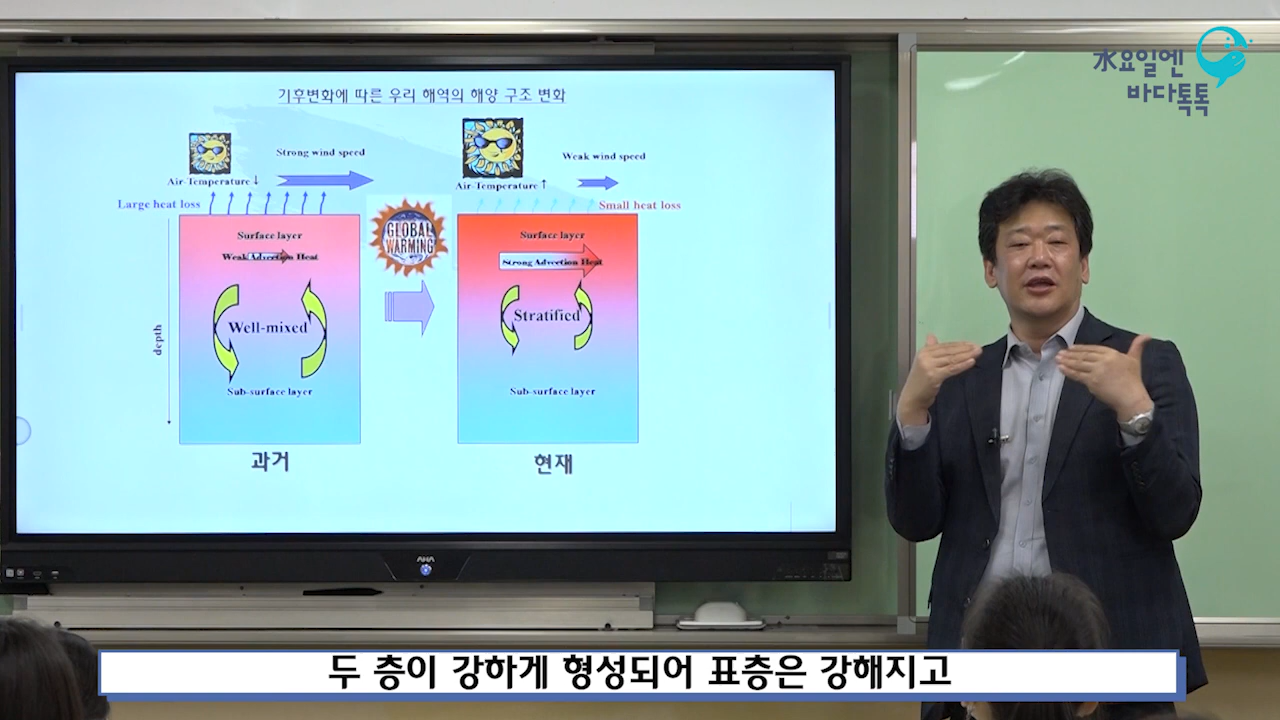 水요일엔
바다톡톡
기후변화에 따른 우리 해역의 해양 구조 변화
Strong wind speed
Air-Temperature↓
Large heat loss
Surface layer
Weak Advection Heat
Well-mixed
depth
Sub-surface layer
과거
GLOBAL
WARMING
Weak wind speed
Air-Temperature↑
Small heat loss
Surface layer
Strong Advection Heat
Stratified
Sub-surface layer
현재
AHA
두 층이 강하게 형성되어 표층은 강해지고